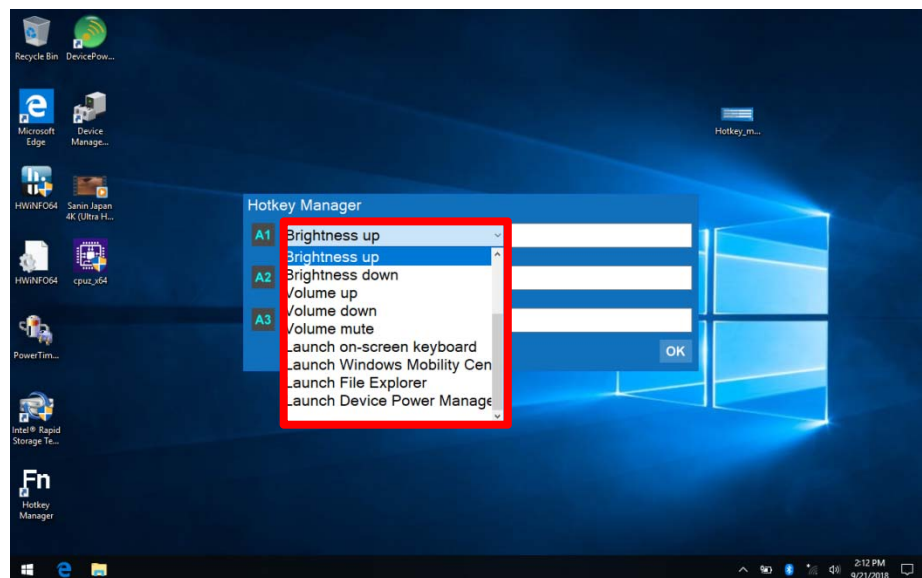 Recycle Bin
DevicePow...
Microsoft
Edge
Device
Manage...
Hotkey_m...
HWiNFO64
Sanin Japan
4K (Ultra H...
HWiNFO64
cpuz_x64
PowerTim...
Intel® Rapid
Storage Te...
Fn
Hotkey
Manager
Hotkey Manager
A1
Brightness up
Brightness up
A2
Brightness down
Volume up
A3
Volume down
Volume mute
Launch on-screen keyboard
Launch Windows Mobility Cen
Launch File Explorer
Launch Device Power Manage
OK
2:12 PM
9/21/2018